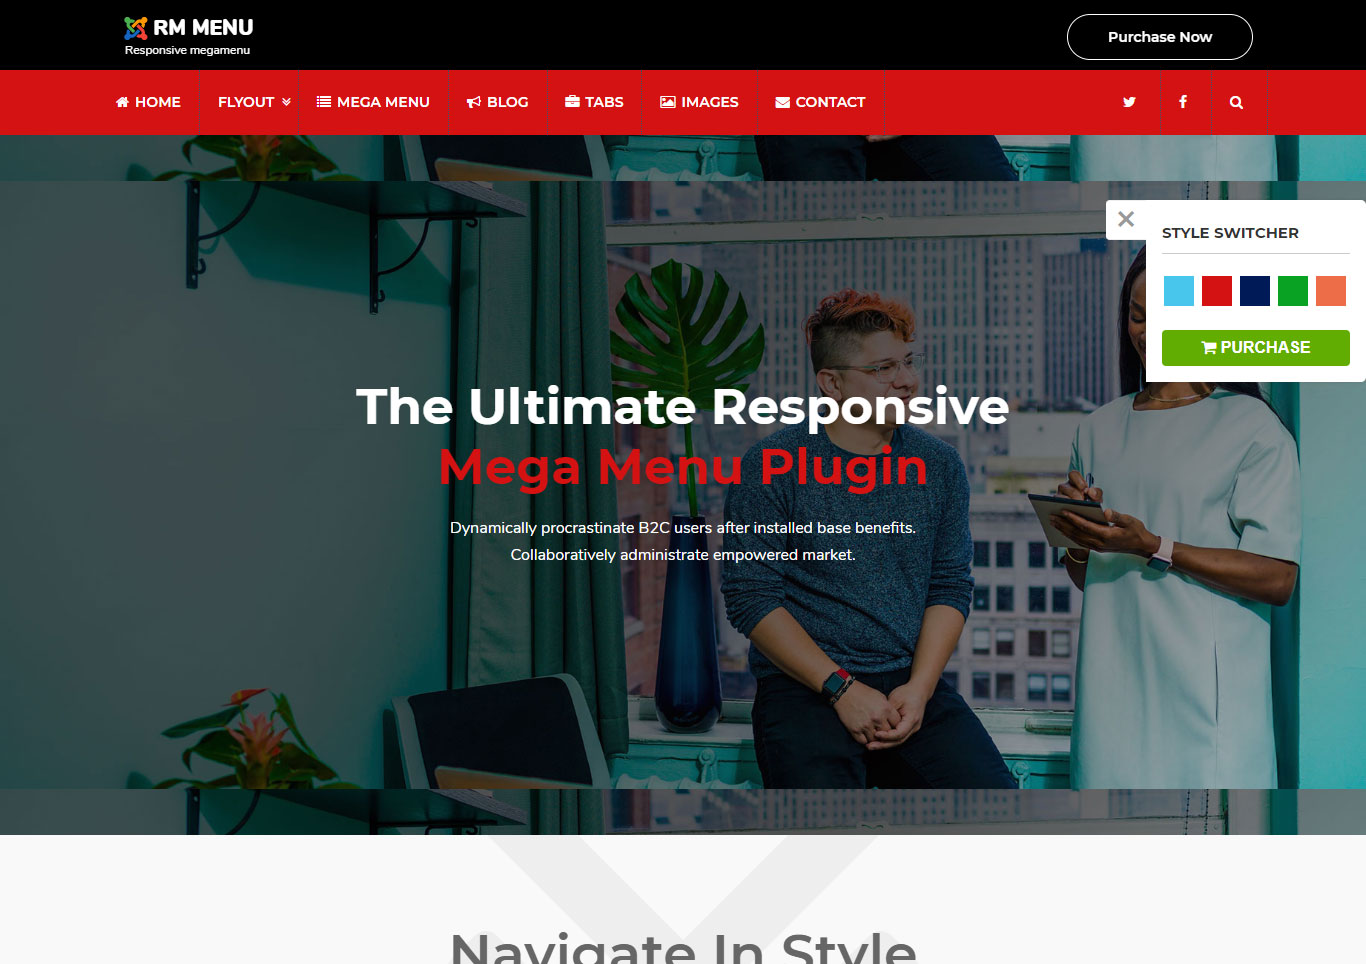 RM MENU
Responsive megamenu
Purchase Now
HOME FLYOUT MEGA MENU BLOG TABS IMAGES CONTACT
STYLE SWITCHER
PURCHASE
The Ultimate Responsive
Mega Menu Plugin
Dynamically procrastinate B2C users after installed base benefits.
Collaboratively administrate empowered market.
Navigate In Style